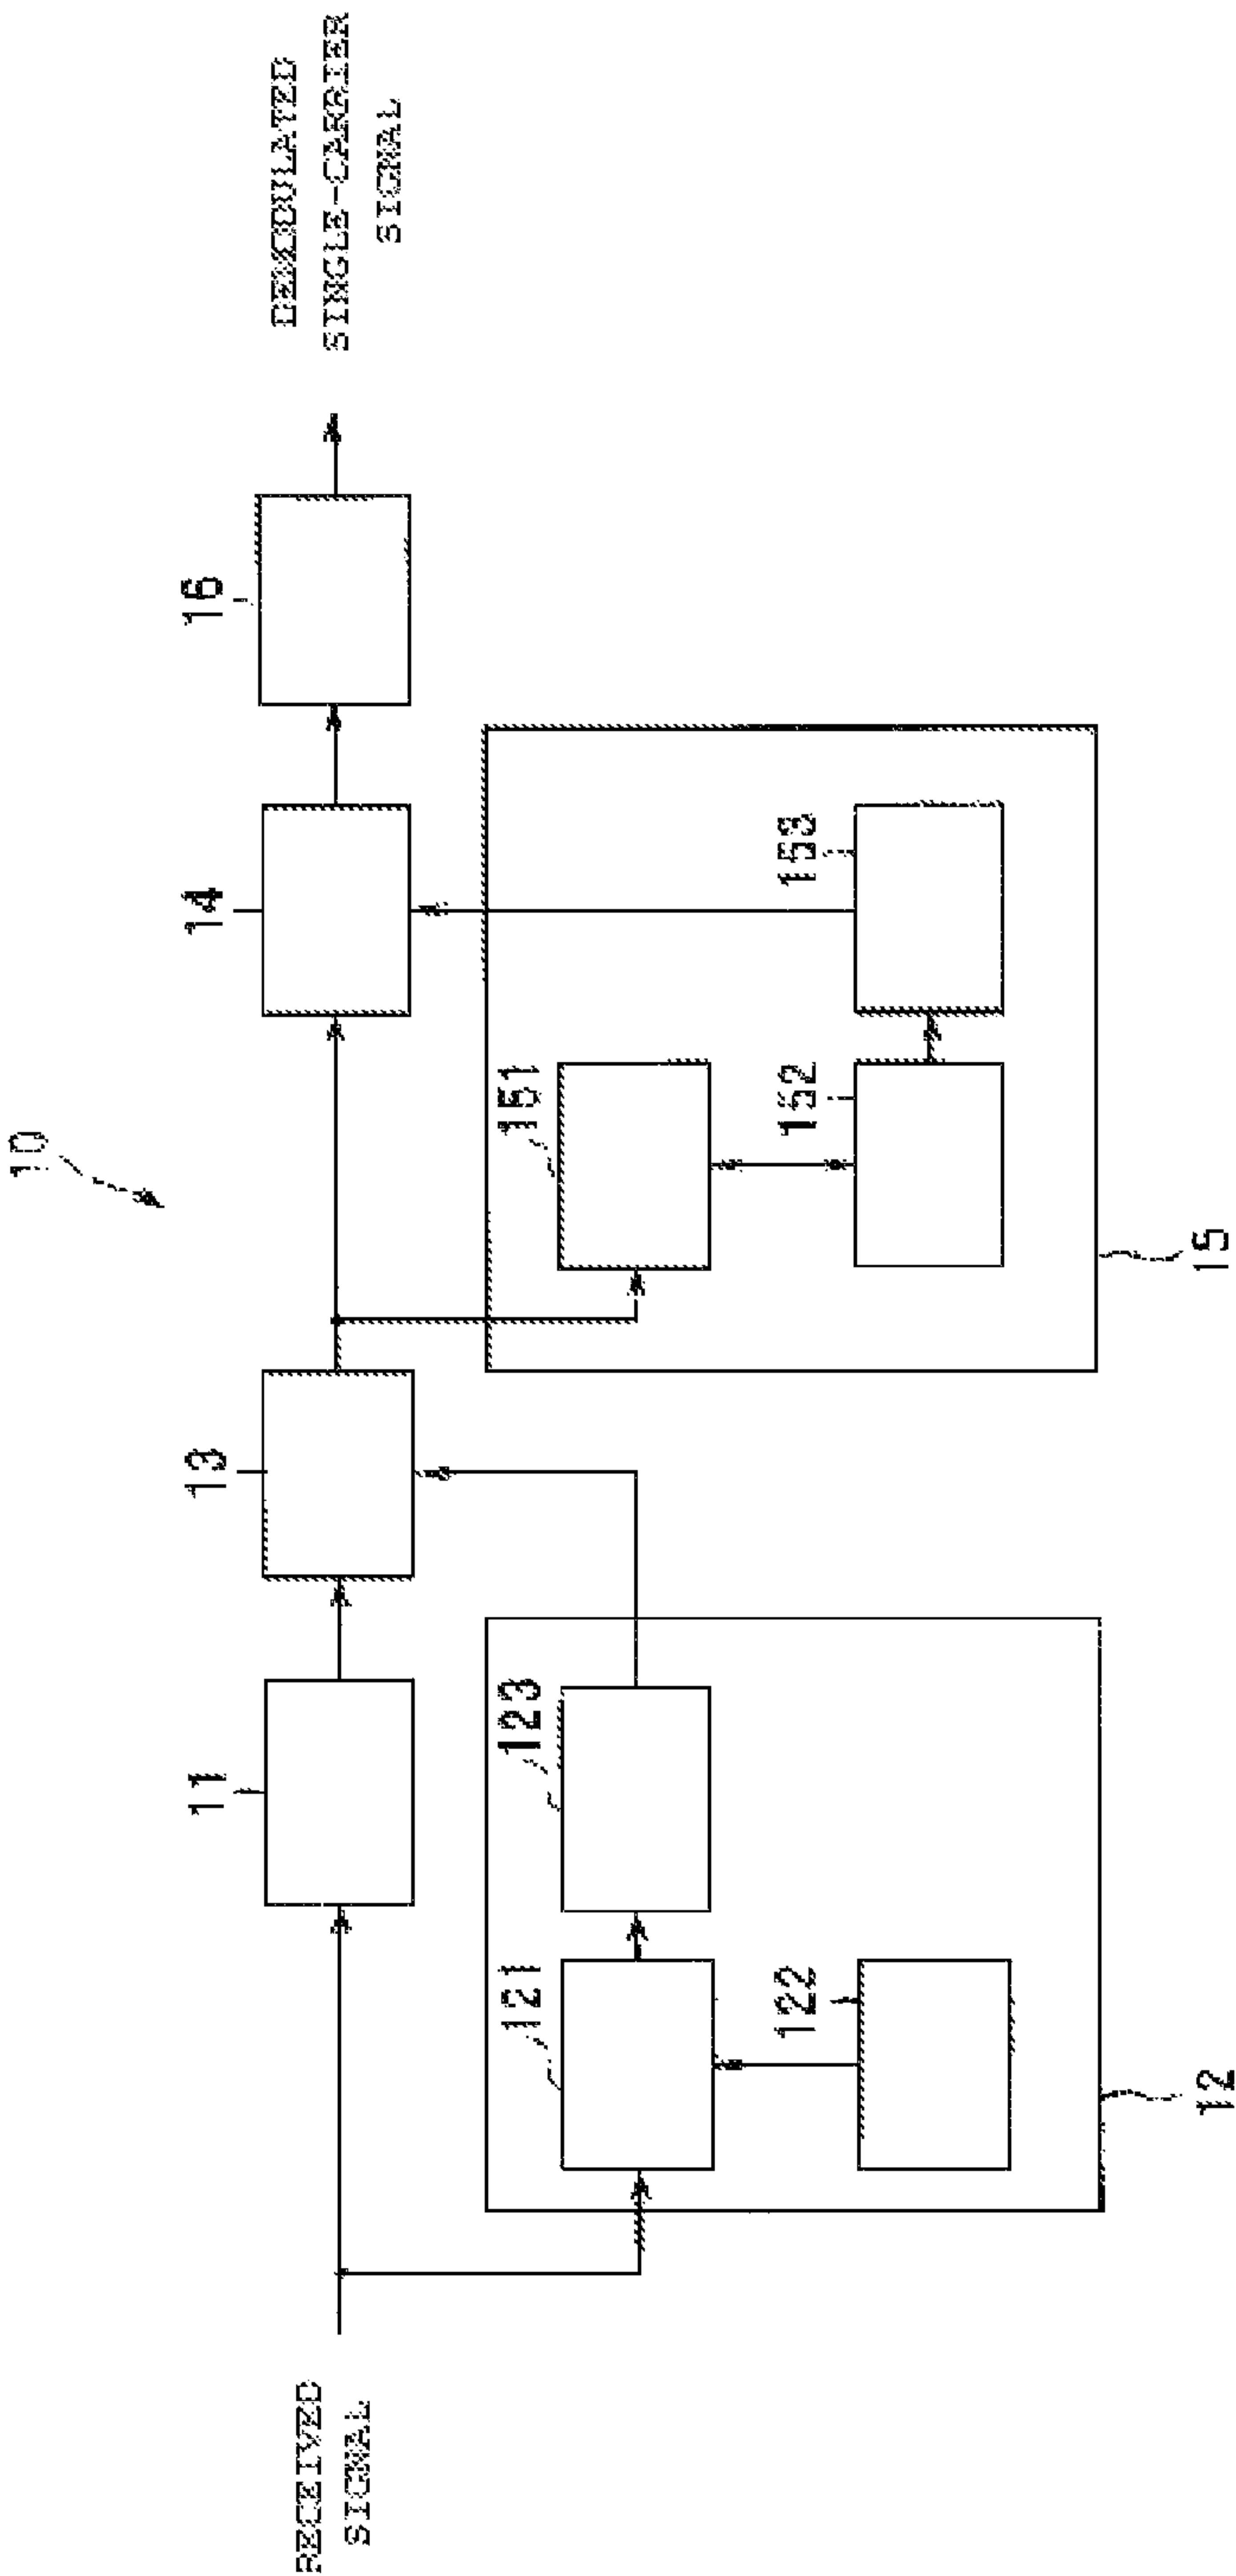 10
RECEIVED
SIGNAL
11
13
14
16
DEMODULATED
SINGLE-CARRIER
SIGNAL
121
123
122
12
151
152
153
15